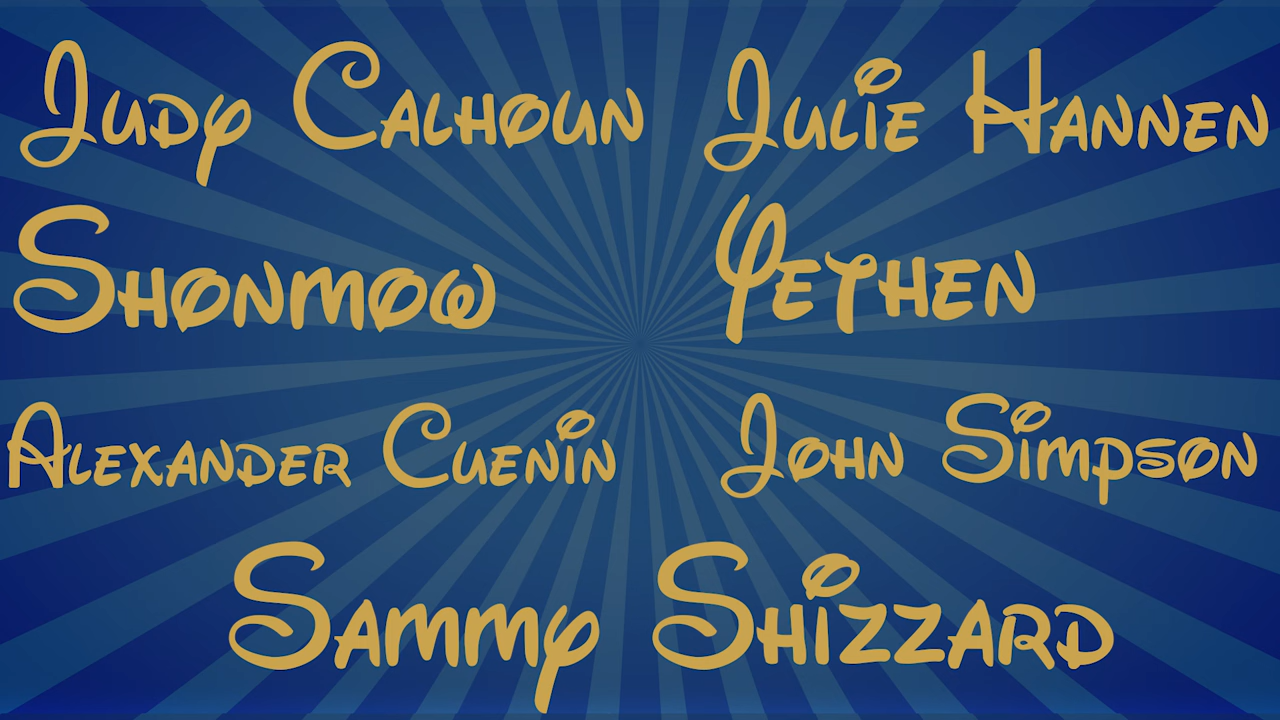 Judy Calhoun
Julie Hannen
Shonmow
Yethen
Alexander Cuenin
John Simpson
Sammy Shizzard